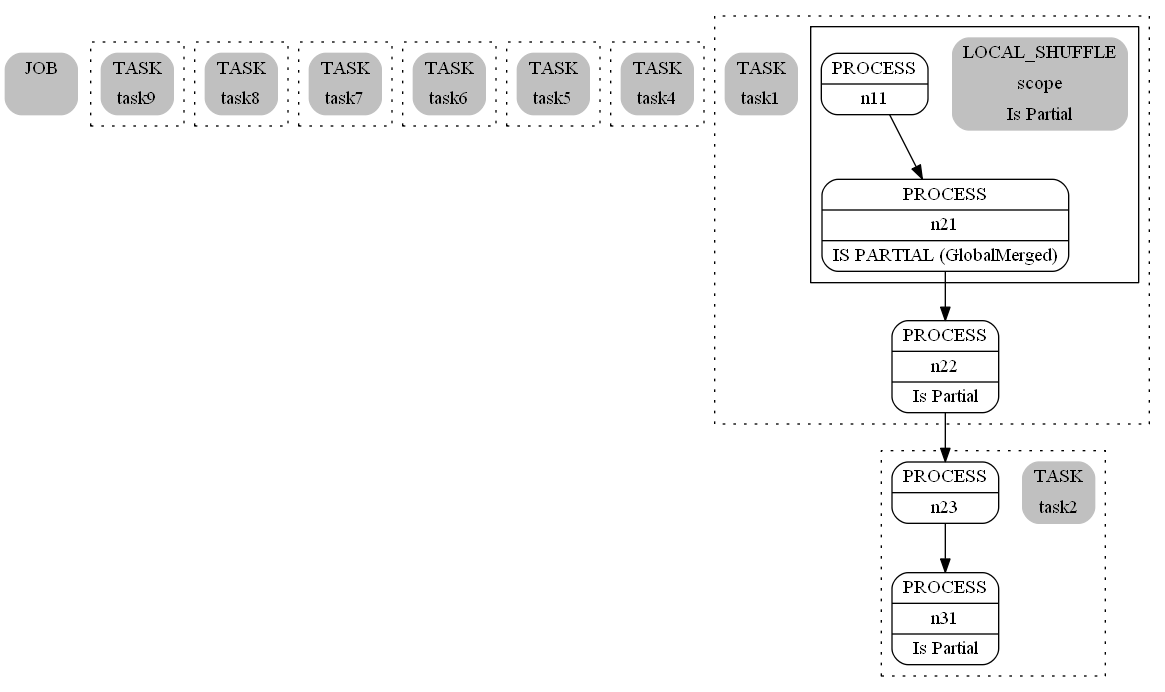 JOB
TASK
task9
TASK
task8
TASK
task7
TASK
task6
TASK
task5
TASK
task4
TASK
task1
PROCESS
n11
LOCAL_SHUFFLE
scope
Is Partial
PROCESS
n21
IS PARTIAL (GlobalMerged)
PROCESS
n22
Is Partial
PROCESS
n23
TASK
task2
PROCESS
n31
Is Partial